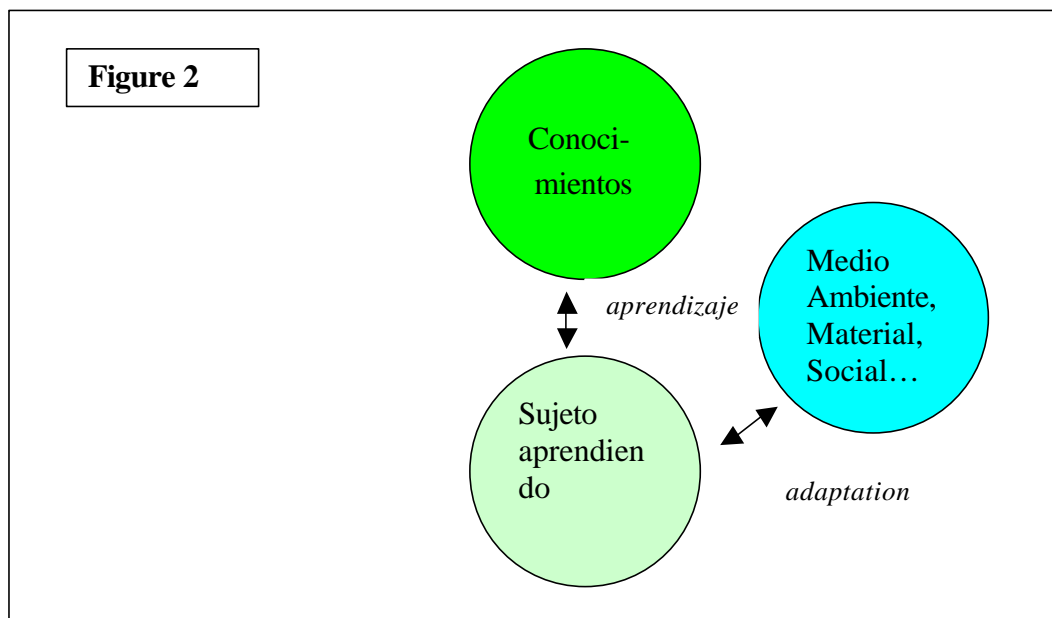 Figure 2
Conoci-
mientos
aprendizaje
Medio
Ambiente,
Material,
Social…
Sujeto
aprendien
do
adaptation